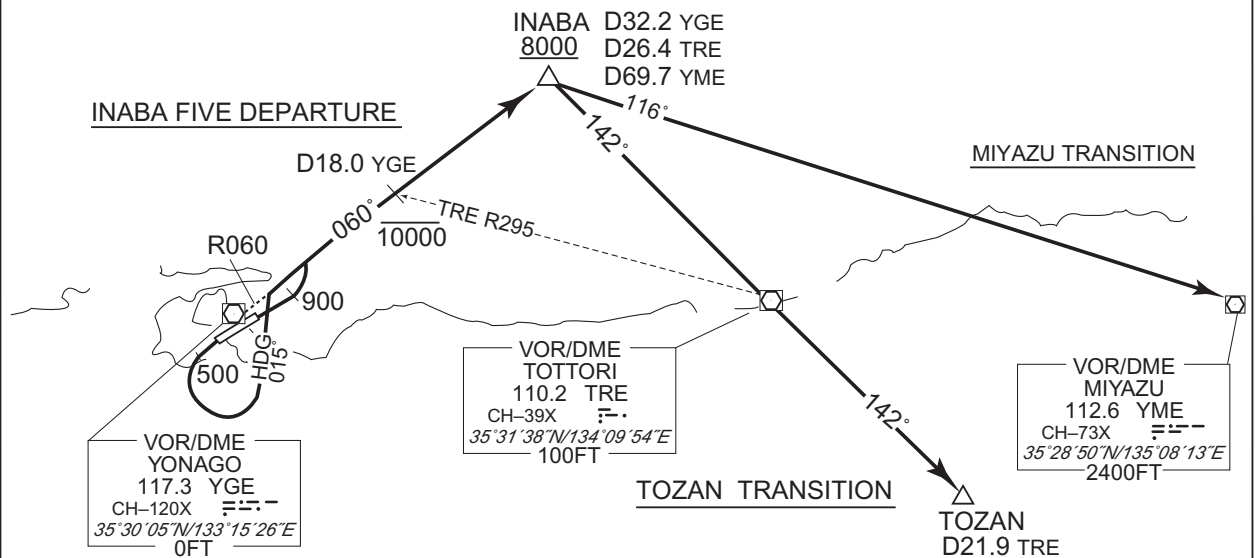 INABA
8000
D32.2 YGE
D26.4 TRE
D69.7 YME
INABA FIVE DEPARTURE
116°
142°
MIYAZU TRANSITION
D18.0 YGE
060°
TRE R295
10000
R060
900
HDG 015°
500
VOR/DME
YONAGO
117.3 YGE
CH–120X
35°30´05˝N/133°15´26˝E
0FT
VOR/DME
TOTTORI
110.2 TRE
CH–39X
35°31´38˝N/134°09´54˝E
100FT
VOR/DME
MIYAZU
112.6 YME
CH–73X
35°28´50˝N/135°08´13˝E
2400FT
142°
TOZAN TRANSITION
TOZAN
D21.9 TRE